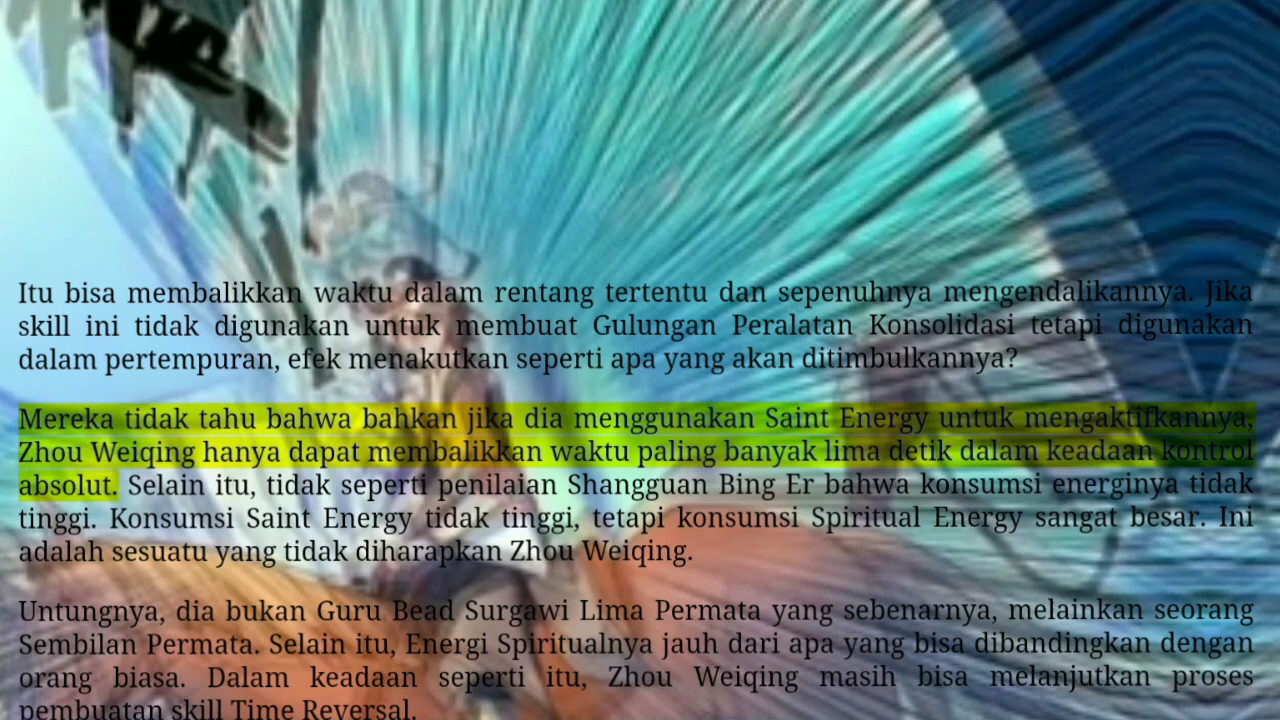 Itu bisa membalikkan waktu dalam rentang tertentu dan sepenuhnya mengendalikannya. Jika
skill ini tidak digunakan untuk membuat Gulungan Peralatan Konsolidasi tetapi digunakan
dalam pertempuran, efek menakutkan seperti apa yang akan ditimbulkannya?
Mereka tidak tahu bahwa bahkan jika dia menggunakan Saint Energy untuk mengaktifkannya,
Zhou Weiqing hanya dapat membalikkan waktu paling banyak lima detik dalam keadaan kontrol
absolut. Selain itu, tidak seperti penilaian Shangguan Bing Er bahwa konsumsi energinya tidak
tinggi. Konsumsi Saint Energy tidak tinggi, tetapi konsumsi Spiritual Energy sangat besar. Ini
adalah sesuatu yang tidak diharapkan Zhou Weiqing.
Untungnya, dia bukan Guru Bead Surgawi Lima Permata yang sebenarnya, melainkan seorang
Sembilan Permata. Selain itu, Energi Spiritualnya jauh dari apa yang bisa dibandingkan dengan
orang biasa. Dalam keadaan seperti itu, Zhou Weiqing masih bisa melanjutkan proses
pembuatan skill Time Reversal.